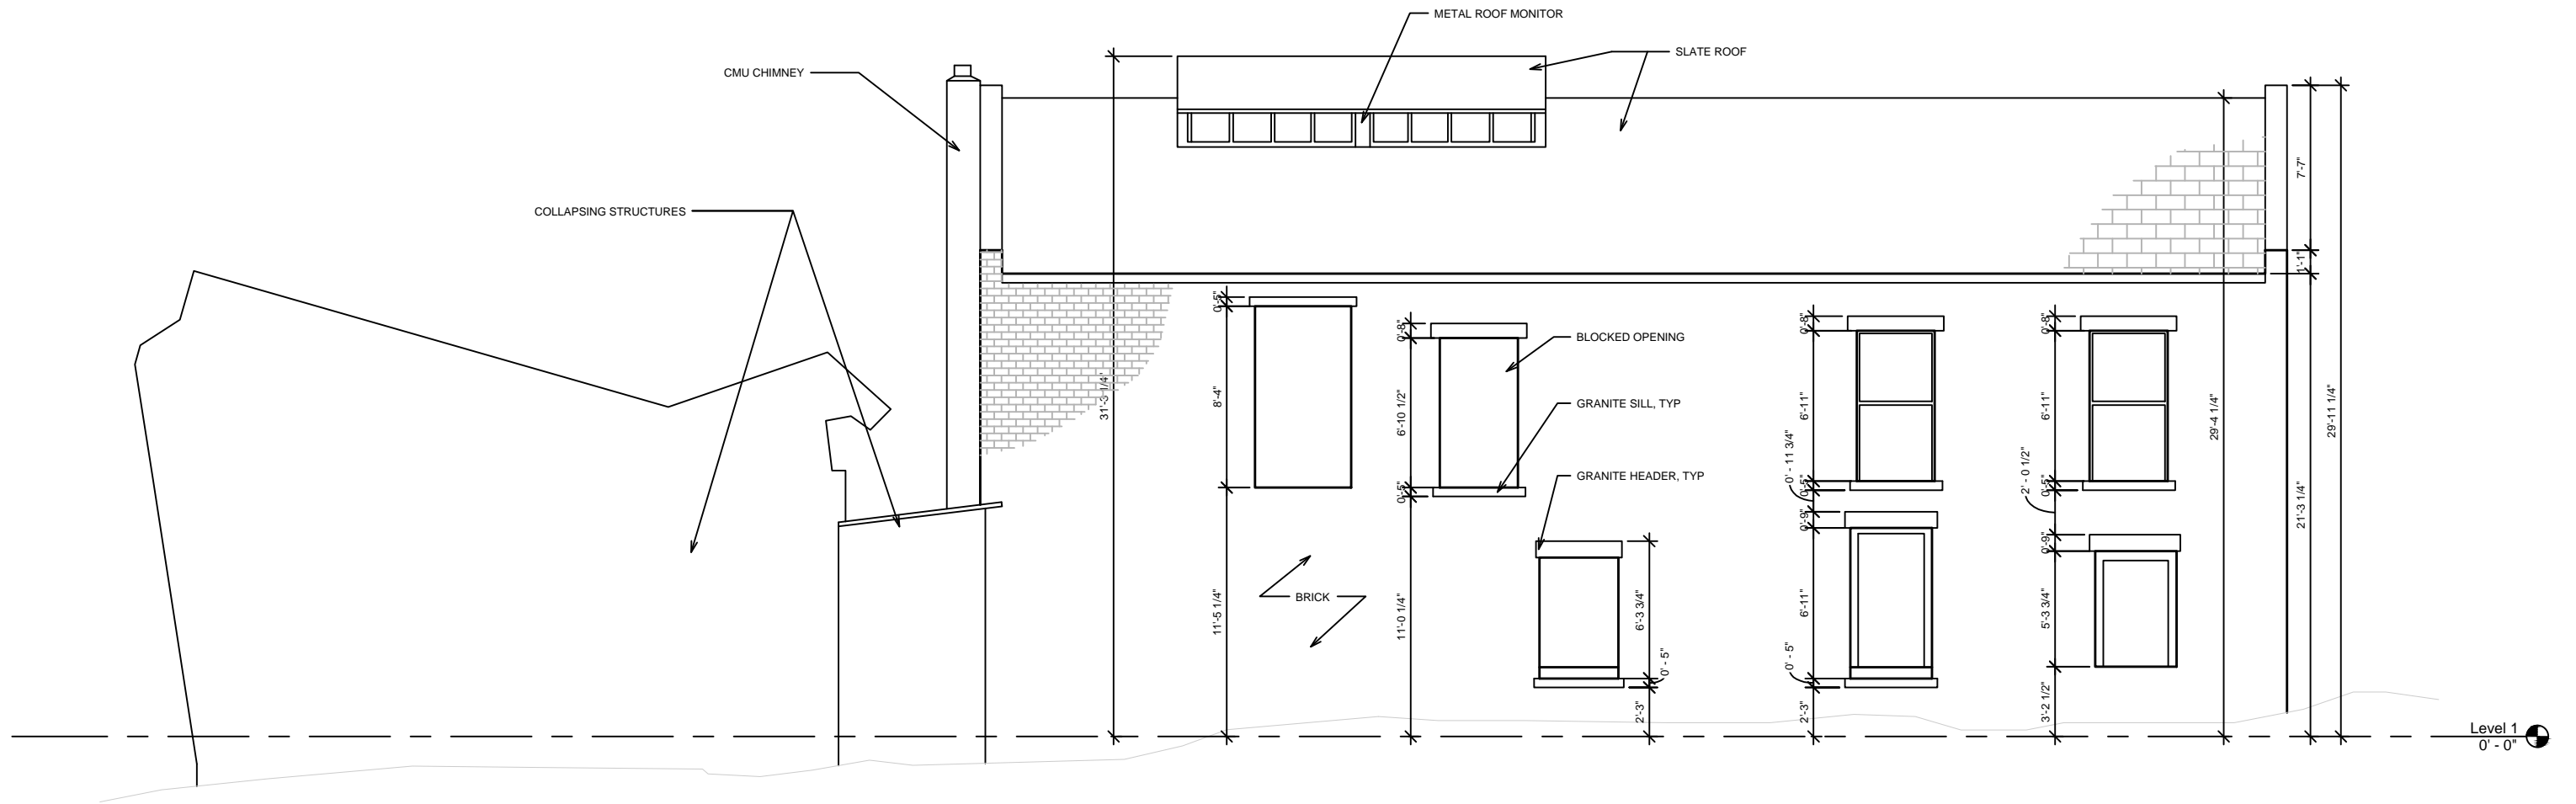 METAL ROOF MONITOR
SLATE ROOF
CMU CHIMNEY
COLLAPSING STRUCTURES
BLOCKED OPENING
GRANITE SILL, TYP
GRANITE HEADER, TYP
BRICK
31'-3 1/4"
0'-5"
8'-4"
11'-5 1/4"
0'-8"
6'-10 1/2"
0'-5"
11'-0 1/4"
6'-3 3/4"
0' - 5"
2'-3"
0'-8"
6'-11"
0'-5"
0' - 11 3/4"
0'-9"
6'-11"
0' - 5"
2'-3"
0'-8"
6'-11"
0'-5"
2' - 0 1/2"
0'-9"
5'-3 3/4"
3'-2 1/2"
29'-4 1/4"
7'-7"
1'-1"
21'-3 1/4"
29'-11 1/4"
Level 1
0' - 0"